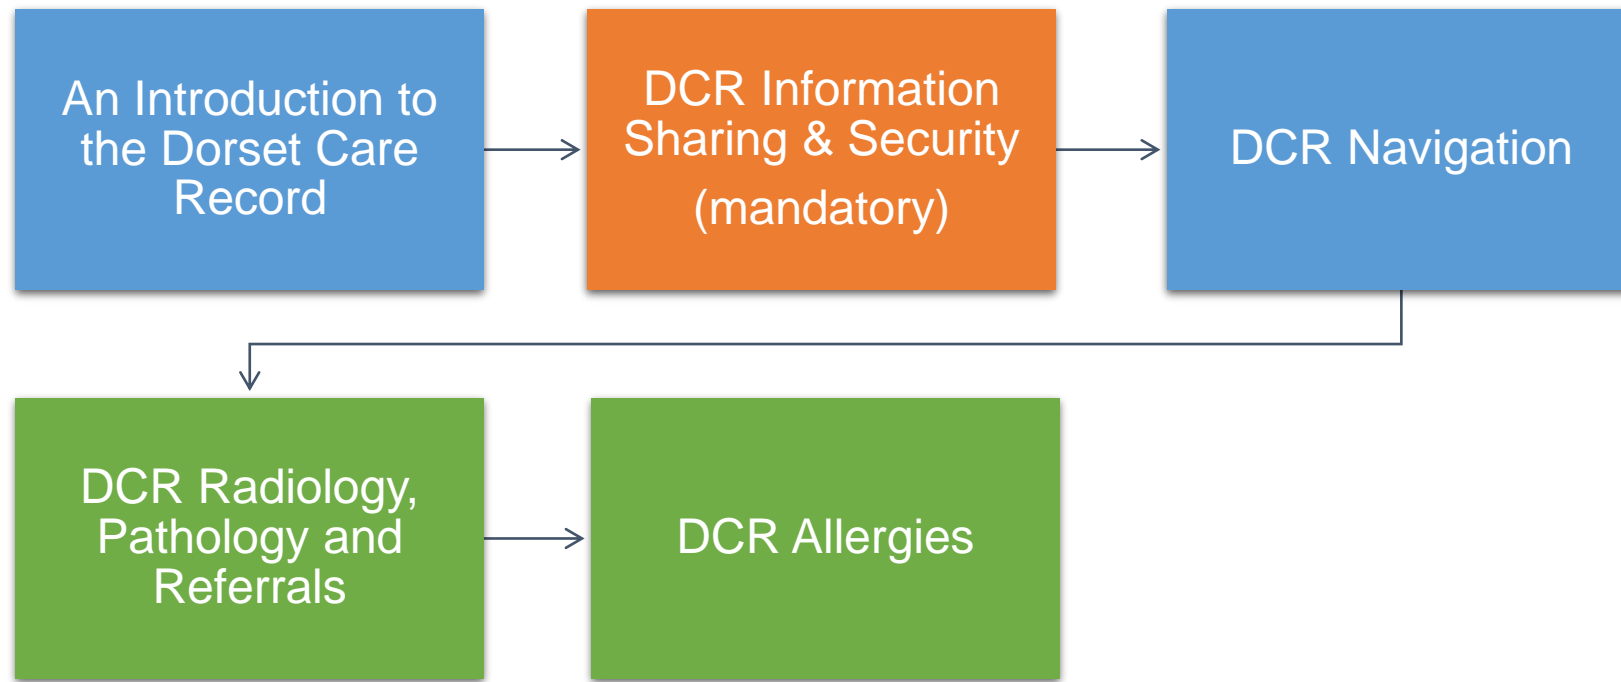 An Introduction to
the Dorset Care
Record
DCR Information
Sharing & Security
(mandatory)
DCR Navigation
DCR Radiology,
Pathology and
Referrals
DCR Allergies